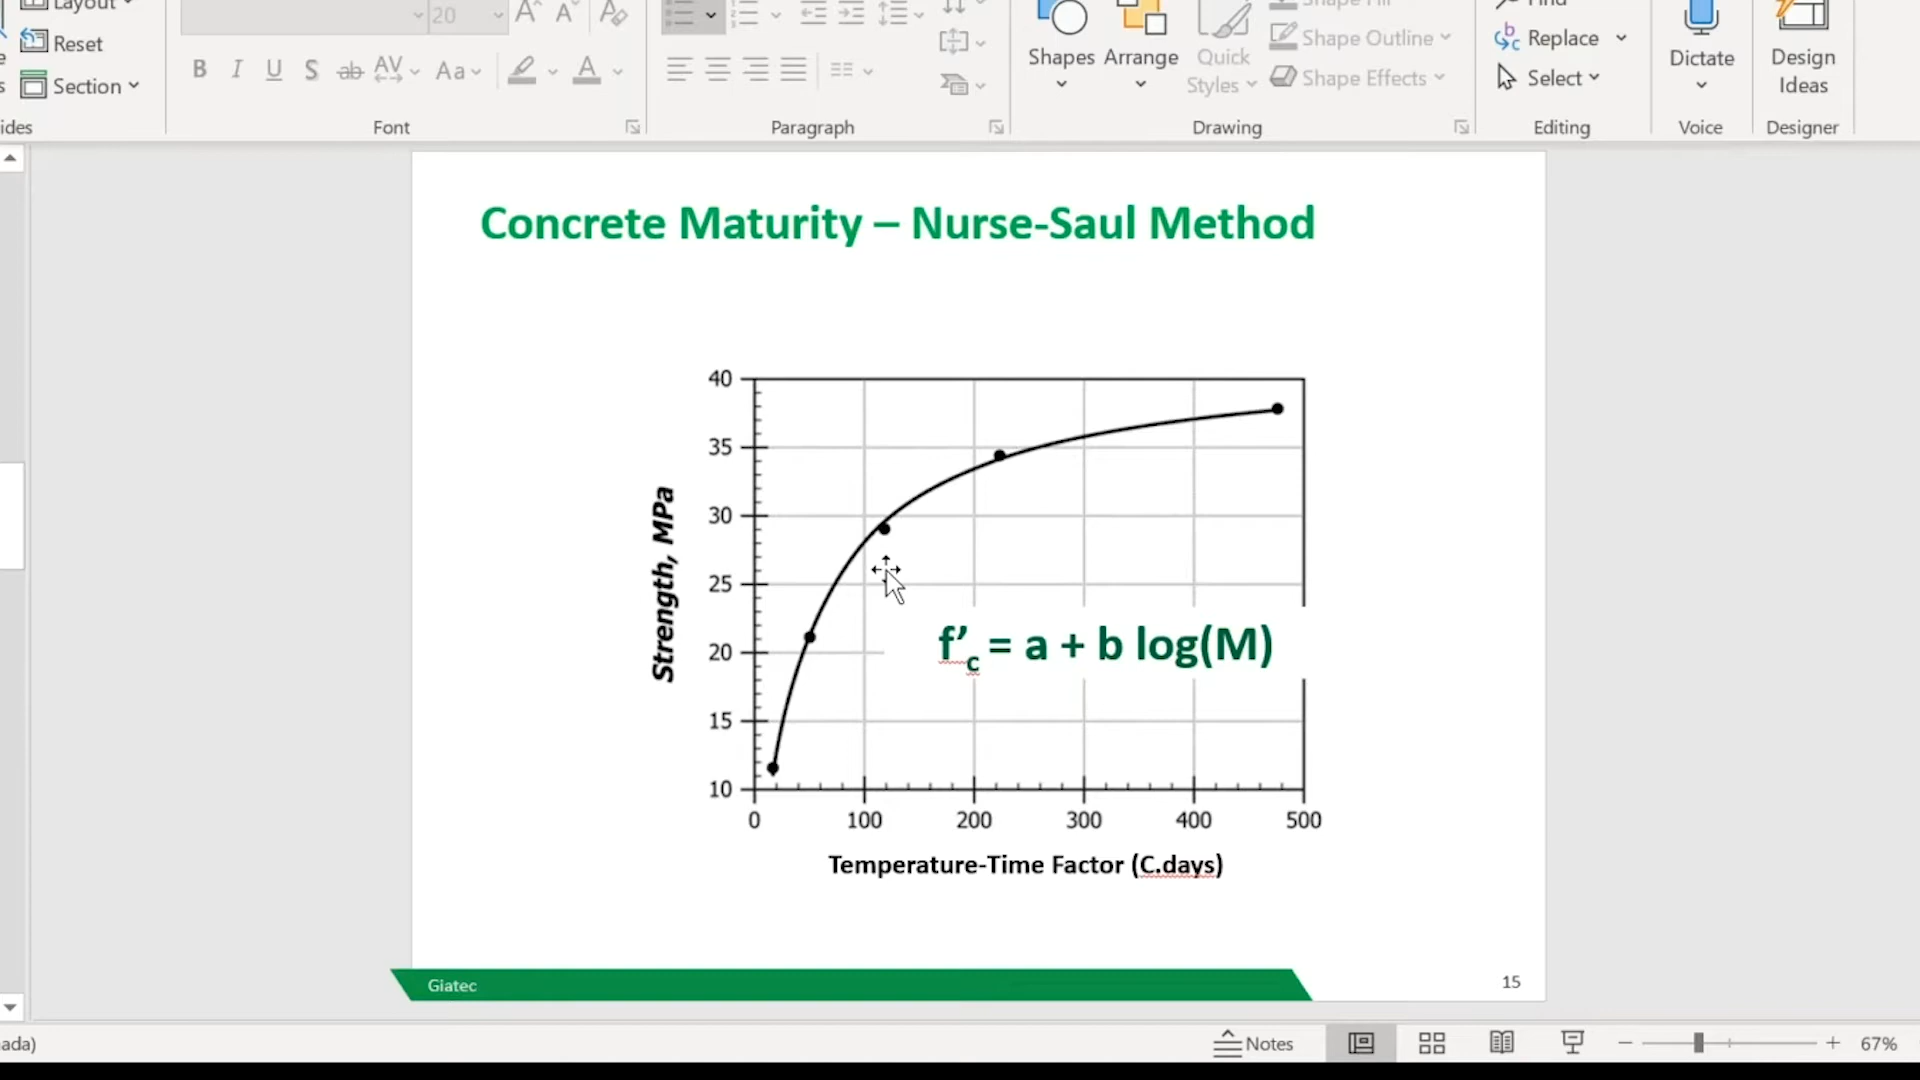 Layout
Reset
Section
20
B I U S ab AV Aa A
Font
Paragraph
Shapes
Arrange
Quick
Styles
Shape Fill
Shape Outline
Shape Effects
Drawing
Find
Replace
Select
Editing
Dictate
Voice
Design
Ideas
Designer
ides
Concrete Maturity – Nurse-Saul Method
40
35
30
25
20
15
10
Strength, MPa
f’c = a + b log(M)
0 100 200 300 400 500
Temperature-Time Factor (C.days)
Giatec
15
ada)
Notes
67%